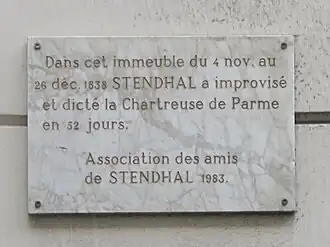 Dans cet immeuble du 4 nov. au
26 déc. 1838 STENDHAL a improvisé
et dicté la Chartreuse de Parme
en 52 jours.
Association des amis
de STENDHAL 1983.